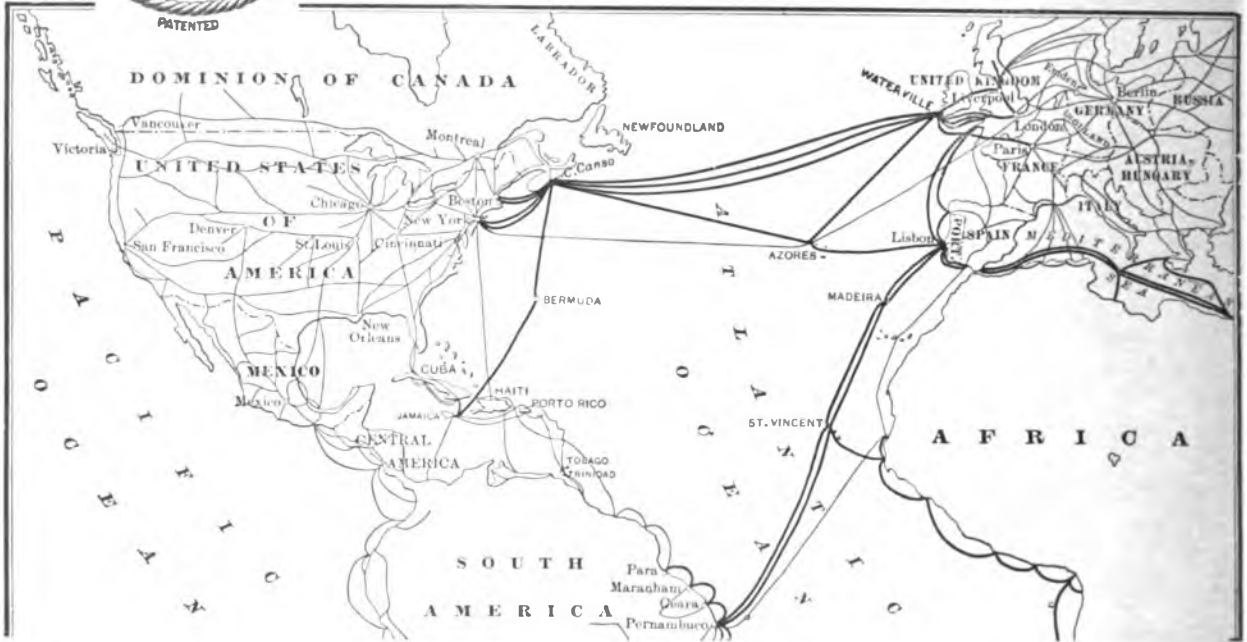 PATENTED
DOMINION OF CANADA
LABRADOR
NEWFOUNDLAND
Vancouver
Victoria
Montreal
C. Canso
UNITED STATES
OF
AMERICA
Chicago
Boston
New York
Denver
San Francisco
St. Louis
Cincinnati
New
Orleans
BERMUDA
MEXICO
Mexico
CUBA
HAITI
PORTO RICO
JAMAICA
CENTRAL
AMERICA
TOBAGO
TRINIDAD
SOUTH
AMERICA
Para
Maranham
Ceara
Pernambuco
PACIFIC
OCEAN
ATLANTIC
OCEAN
WATERVILLE
UNITED KINGDOM
Liverpool
London
Emden
Berlin
GERMANY
RUSSIA
HOLLAND
Paris
FRANCE
AUSTRIA-
HUNGARY
ITALY
Lisbon
PORT.
SPAIN
MEDITERRANEAN
SEA
AZORES
MADEIRA
ST. VINCENT
AFRICA